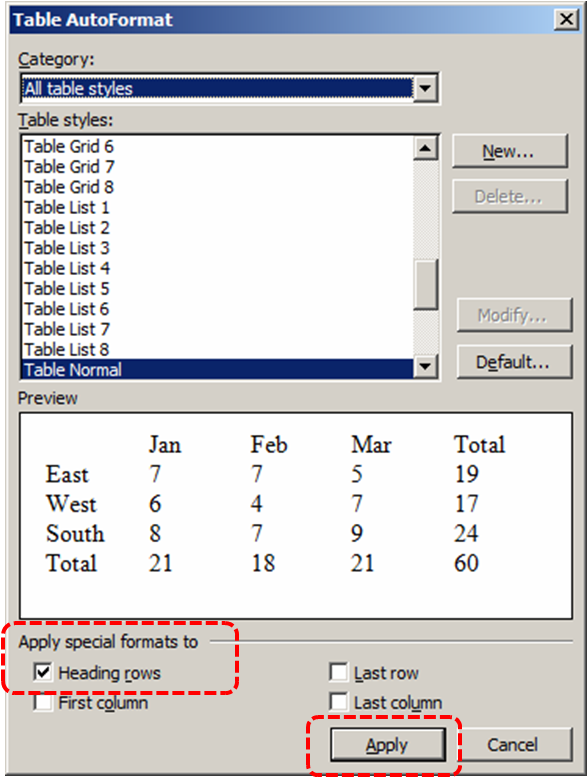 Table AutoFormat
Category:
All table styles
Table styles:
Table Grid 6
Table Grid 7
Table Grid 8
Table List 1
Table List 2
Table List 3
Table List 4
Table List 5
Table List 6
Table List 7
Table List 8
Table Normal
New...
Delete...
Modify...
Default...
Preview
Jan Feb Mar Total
East 7 7 5 19
West 6 4 7 17
South 8 7 9 24
Total 21 18 21 60
Apply special formats to
Heading rows Last row
First column Last column
Apply Cancel